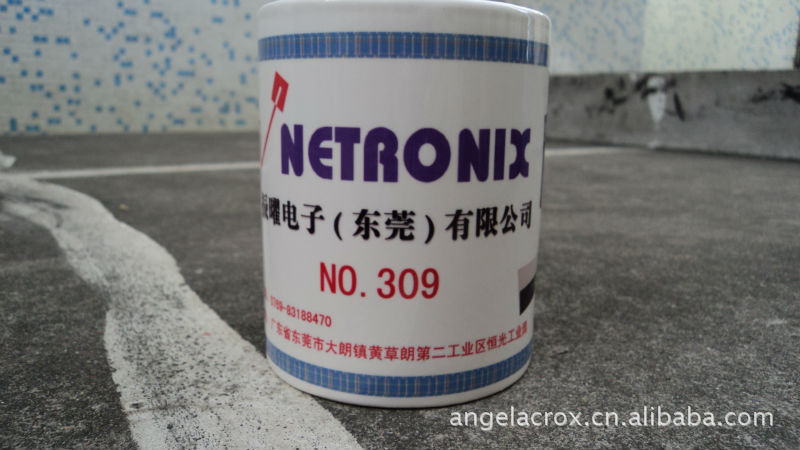 n
NETRONIX
曜电子(东莞)有限公司
NO.309
0769-83188470
广东省东莞市大朗镇黄草朗第二工业区恒光工业园
angelacrox.cn.alibaba.com